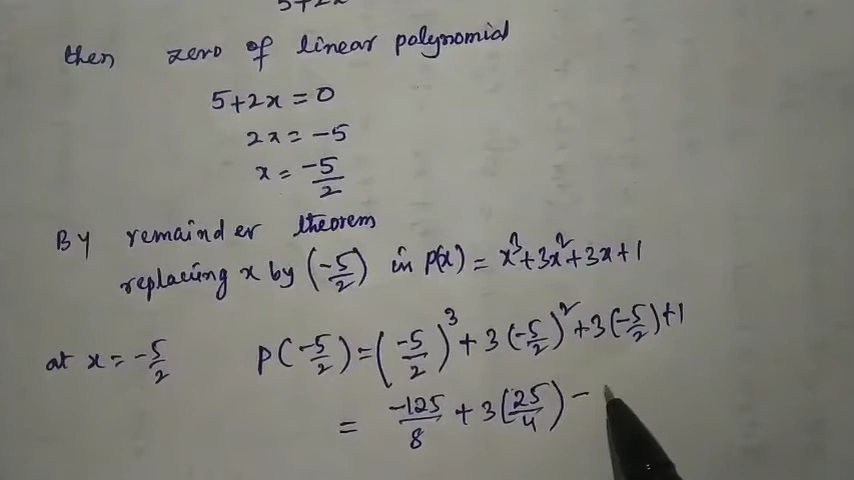 5+2x
then zero of linear polynomial
5+2x = 0
2x = -5
x = -5/2
By remainder theorem
replacing x by (-5/2) in p(x) = x³+3x²+3x+1
at x = -5/2 P(-5/2) = (-5/2)³ + 3(-5/2)² + 3(-5/2)+1
= -125/8 + 3(25/4) -